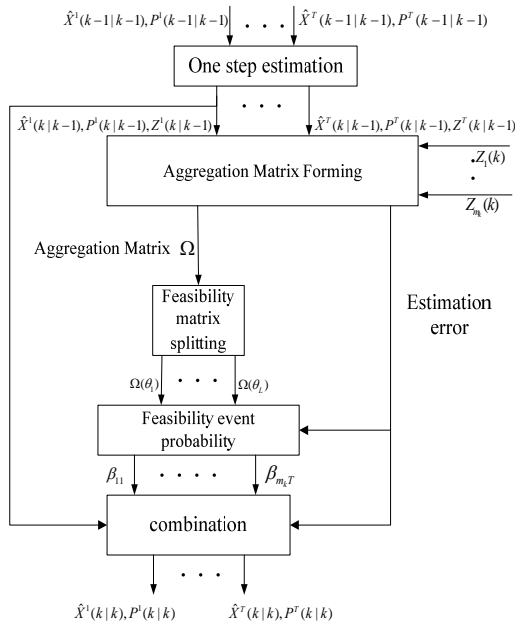 X̂¹(k−1|k−1), P¹(k−1|k−1) . . . X̂ᵀ(k−1|k−1), Pᵀ(k−1|k−1)
One step estimation
. . .
X̂¹(k|k−1), P¹(k|k−1), Z¹(k|k−1) X̂ᵀ(k|k−1), Pᵀ(k|k−1), Zᵀ(k|k−1)
Aggregation Matrix Forming
Z₁(k)
Z_{m_k}(k)
Aggregation Matrix Ω
Feasibility
matrix
splitting
Estimation
error
Ω(θ₁) . . . Ω(θ_L)
Feasibility event
probability
β₁₁ . . . . β_{m_kT}
combination
. . .
X̂¹(k|k), P¹(k|k) X̂ᵀ(k|k), Pᵀ(k|k)